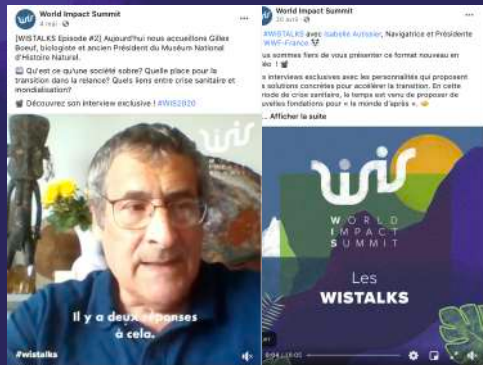 World Impact Summit
4 mai
[WISTALKS Episode #2] Aujourd'hui nous accueillons Gilles
Boeuf, biologiste et ancien Président du Muséum National
d'Histoire Naturel.
Qu'est ce qu'une société sobre? Quelle place pour la
transition dans la relance? Quels liens entre crise sanitaire et
mondialisation?
Découvrez son interview exclusive ! #WIS2020
WIS
Il y a deux réponses
à cela.
#wistalks
World Impact Summit
30 avril
#WISTALKS avec Isabelle Autissier, Navigatrice et Présidente
WWF-France
us sommes fiers de vous présenter ce format nouveau en
éo !
s interviews exclusives avec les personnalités qui proposent
s solutions concrètes pour accélérer la transition. En cette
riode de crise sanitaire, le temps est venu de proposer de
uvelles fondations pour « le monde d'après ».
... Afficher la suite
WIS
WORLD
IMPACT
SUMMIT
Les
WISTALKS